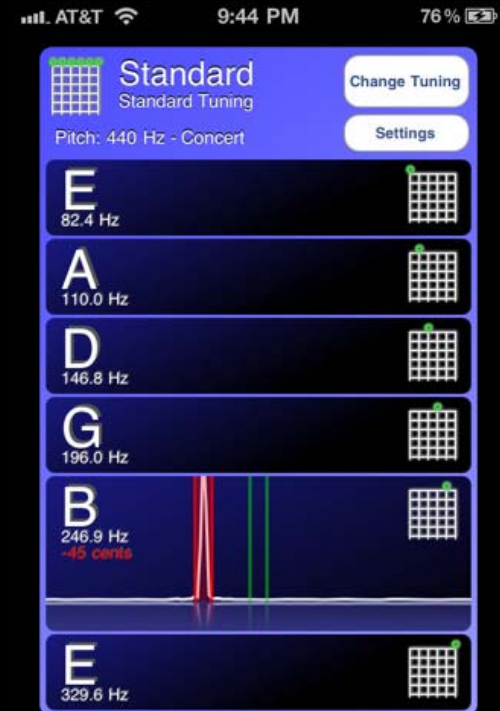 AT&T 9:44 PM 76%
Standard
Standard Tuning
Change Tuning
Pitch: 440 Hz - Concert
Settings
E
82.4 Hz
A
110.0 Hz
D
146.8 Hz
G
196.0 Hz
B
246.9 Hz
-45 cents
E
329.6 Hz